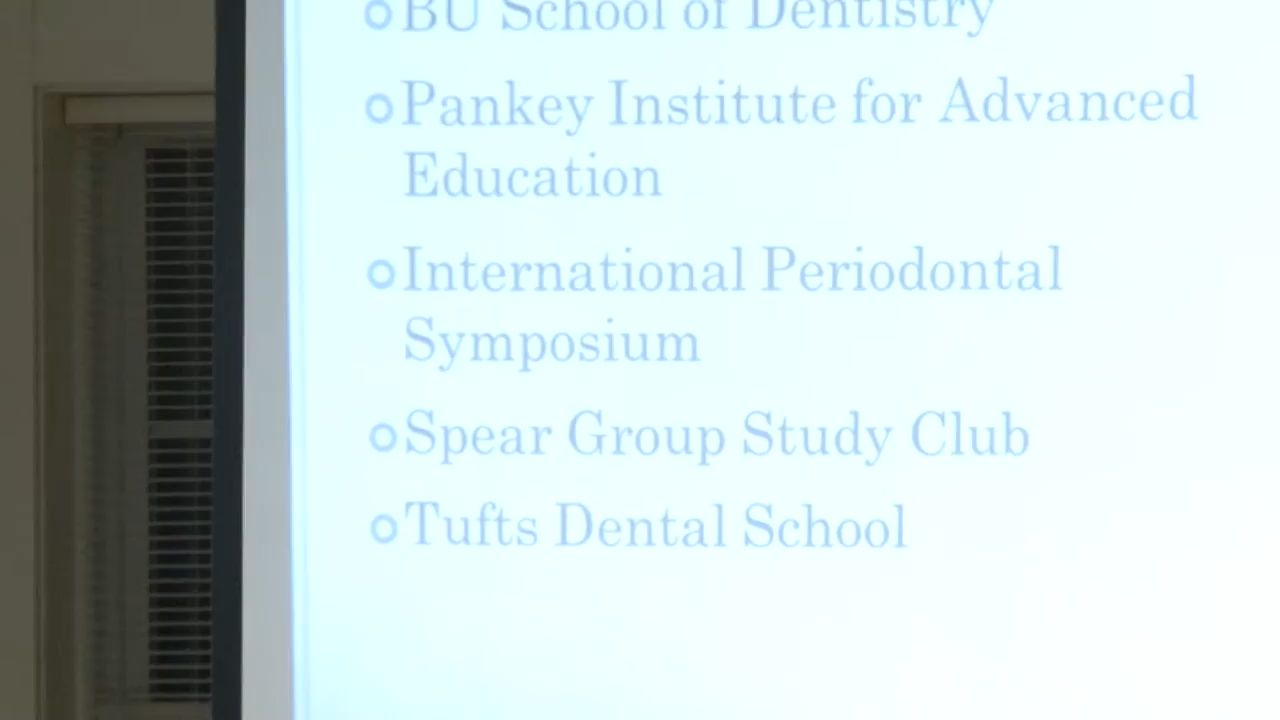 BU School of Dentistry
Pankey Institute for Advanced
Education
International Periodontal
Symposium
Spear Group Study Club
Tufts Dental School